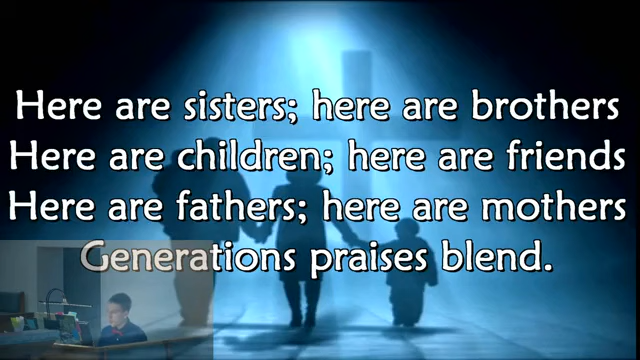 Here are sisters; here are brothers
Here are children; here are friends
Here are fathers; here are mothers
Generations praises blend.